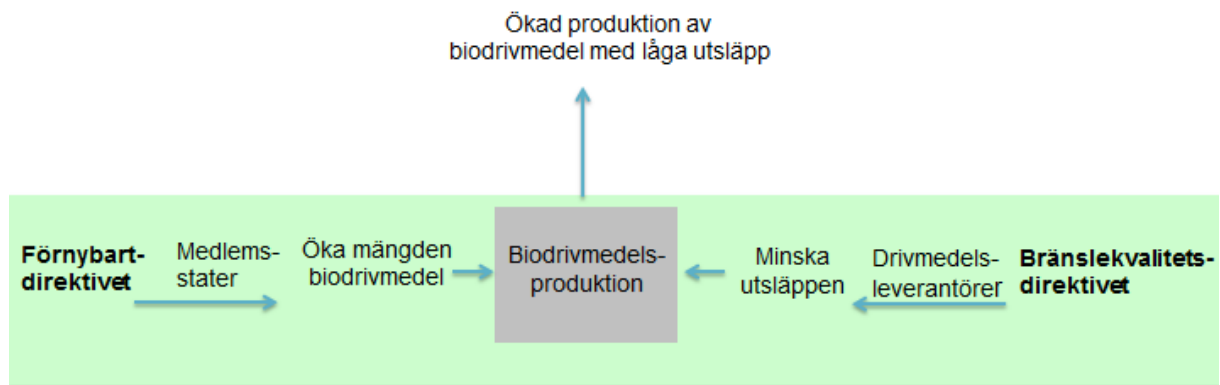 Ökad produktion av
biodrivmedel med låga utsläpp
Förnybart-
direktivet
Medlems-
stater
Öka mängden
biodrivmedel
Biodrivmedels-
produktion
Minska
utsläppen
Drivmedels-
leverantörer
Bränslekvalitets-
direktivet